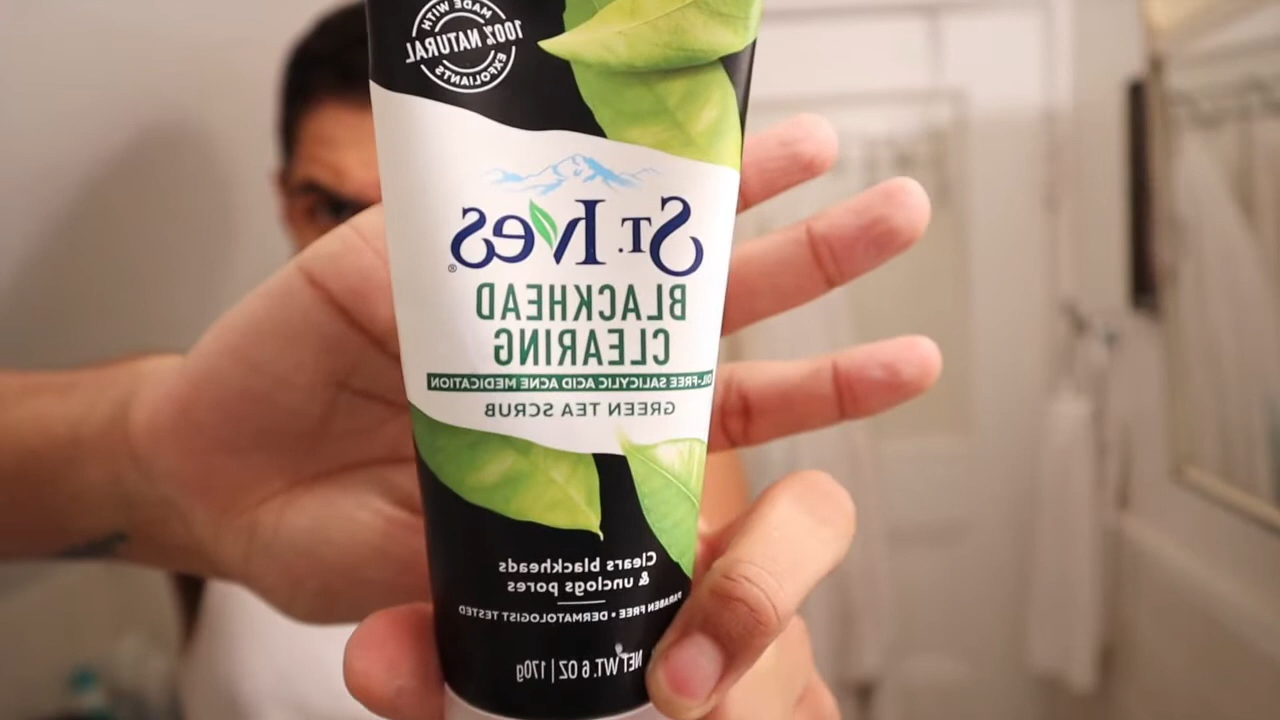 MADE WITH
100% NATURAL
EXFOLIANTS
ST. Ives®
BLACKHEAD
CLEARING
OIL-FREE SALICYLIC ACID ACNE MEDICATION
GREEN TEA SCRUB
Clears blackheads
& unclogs pores
PARABEN FREE • DERMATOLOGIST TESTED
NET WT. 6 OZ | 170g